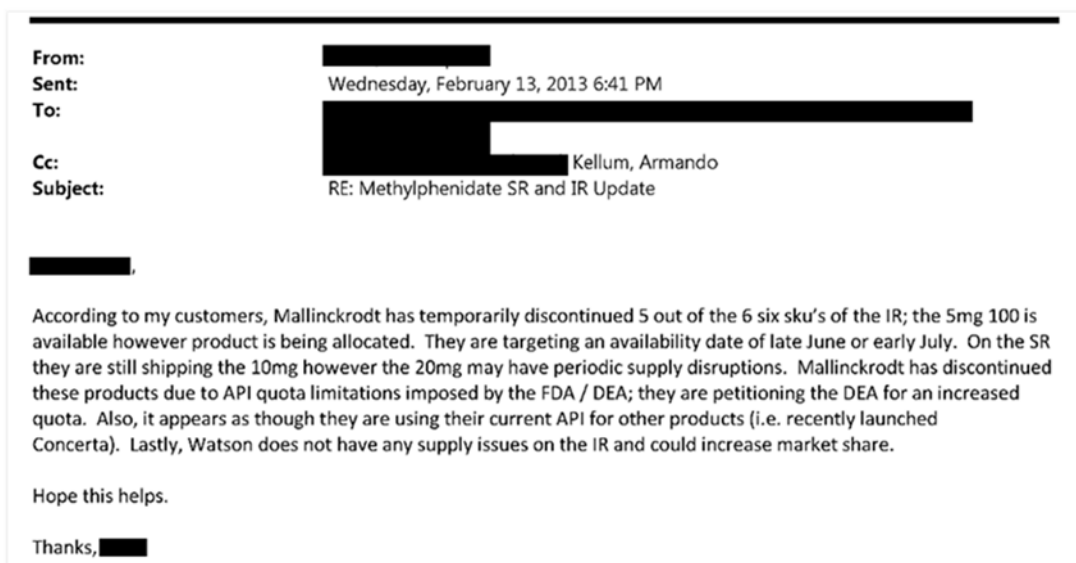 From:
Sent: Wednesday, February 13, 2013 6:41 PM
To:
Cc: Kellum, Armando
Subject: RE: Methylphenidate SR and IR Update
,
According to my customers, Mallinckrodt has temporarily discontinued 5 out of the 6 six sku's of the IR; the 5mg 100 is
available however product is being allocated. They are targeting an availability date of late June or early July. On the SR
they are still shipping the 10mg however the 20mg may have periodic supply disruptions. Mallinckrodt has discontinued
these products due to API quota limitations imposed by the FDA / DEA; they are petitioning the DEA for an increased
quota. Also, it appears as though they are using their current API for other products (i.e. recently launched
Concerta). Lastly, Watson does not have any supply issues on the IR and could increase market share.
Hope this helps.
Thanks,